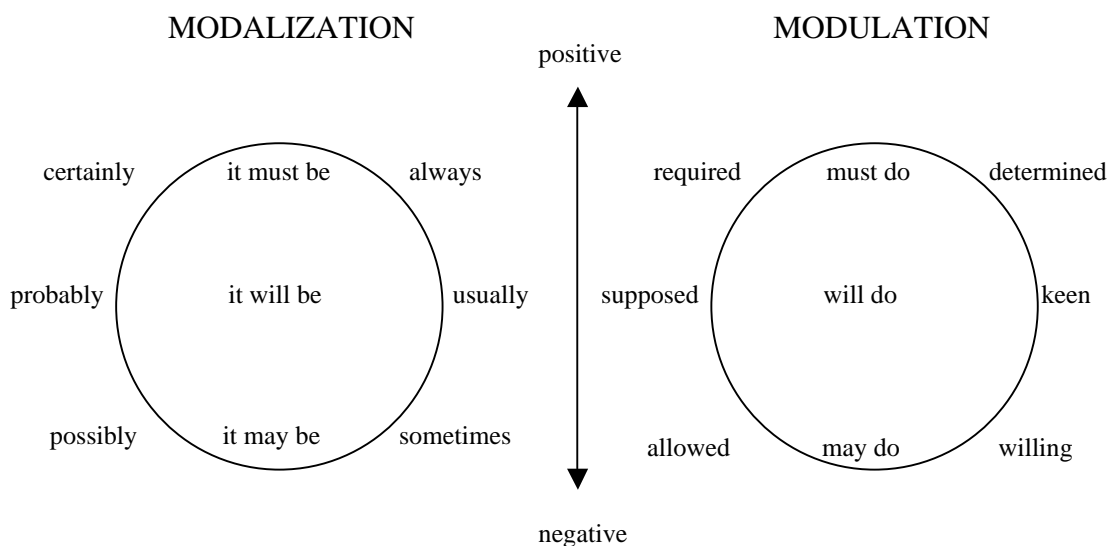 MODALIZATION MODULATION
positive
certainly it must be always required must do determined
probably it will be usually supposed will do keen
possibly it may be sometimes allowed may do willing
negative